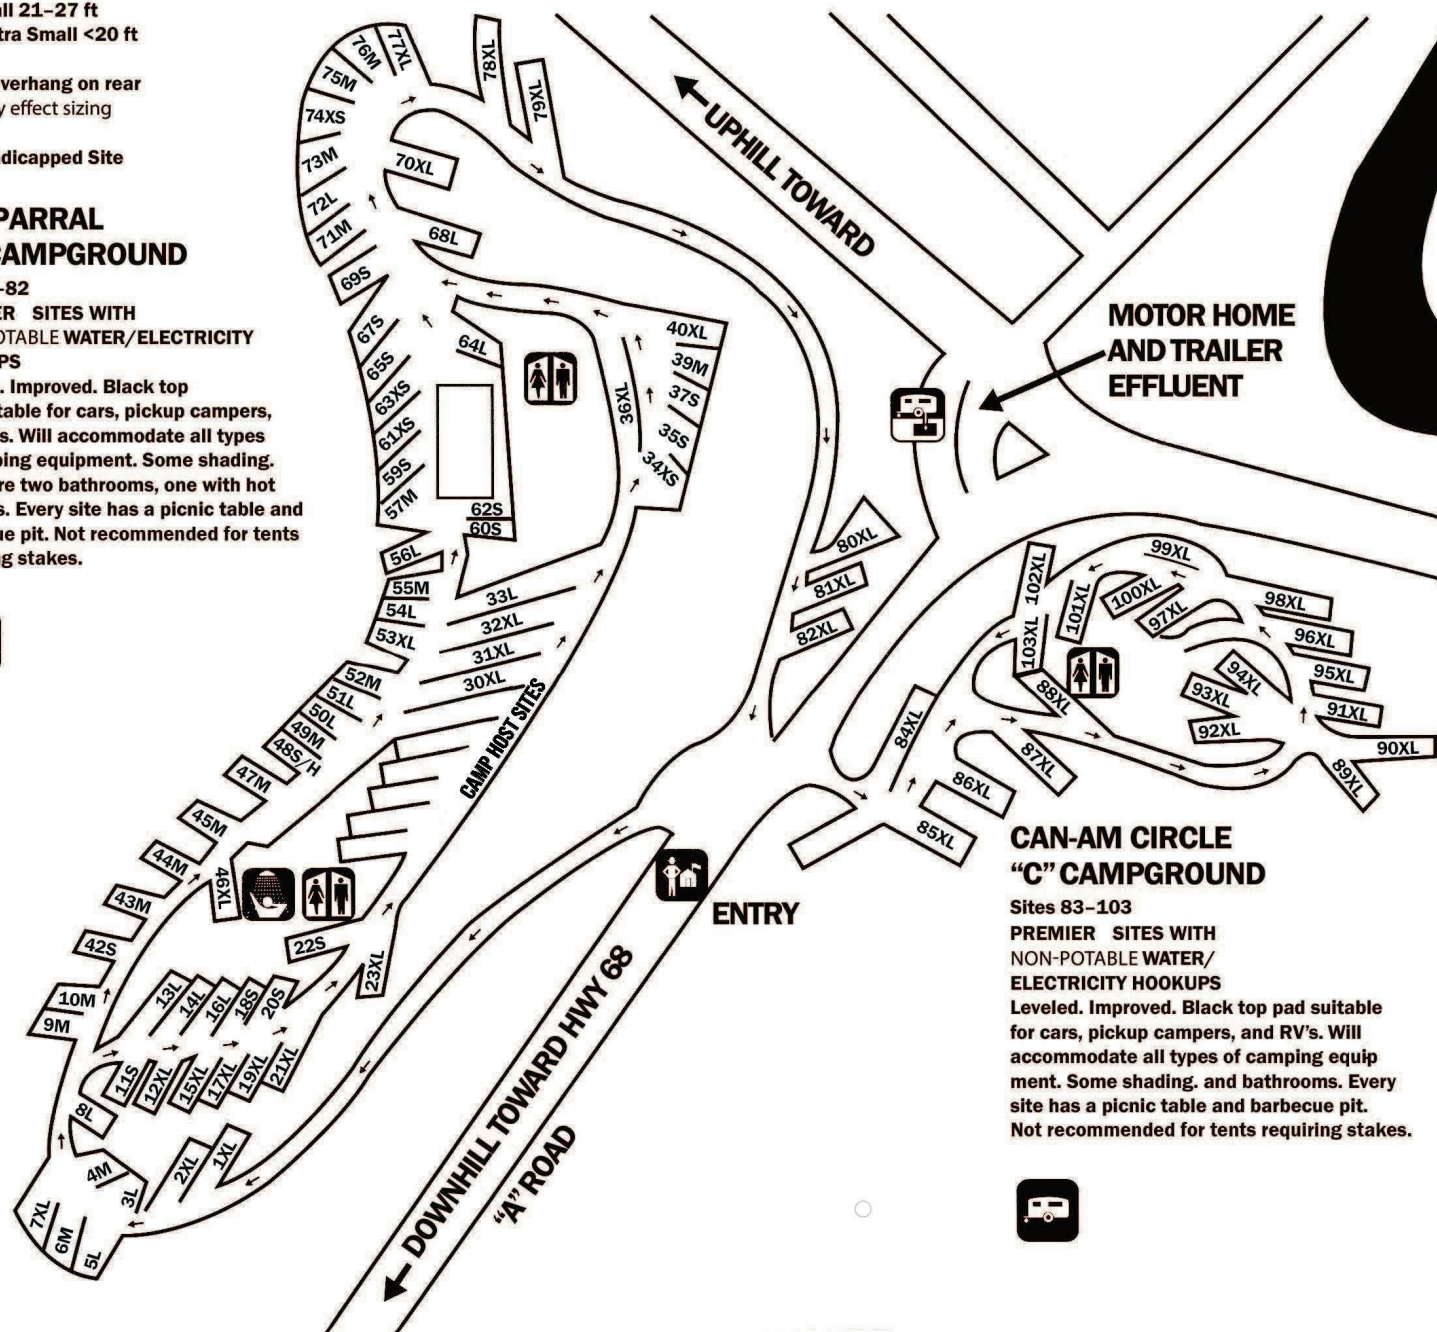 ll 21–27 ft
tra Small <20 ft
verhang on rear
y effect sizing
dicapped Site
PARRAL
CAMPGROUND
–82
ER SITES WITH
OTABLE WATER/ELECTRICITY
PS
. Improved. Black top
table for cars, pickup campers,
s. Will accommodate all types
ping equipment. Some shading.
re two bathrooms, one with hot
s. Every site has a picnic table and
ue pit. Not recommended for tents
ng stakes.
77XL
76M
75M
74XS
73M
72L
71M
69S
67S
65S
63XS
61XS
59S
57M
56L
55M
54L
53XL
52M
51L
50L
49M
48S/H
47M
45M
44M
43M
42S
10M
9M
78XL
79XL
70XL
68L
64L
62S
60S
40XL
39M
37S
35S
34XS
36XL
33L
32XL
31XL
30XL
CAMP HOST SITES
46XL
22S
23XL
13L
14L
16L
18S
20S
11S
12XL
15XL
17XL
19XL
21XL
8L
4M
3L
2XL
1XL
7XL
6M
5L
UPHILL TOWARD
MOTOR HOME
AND TRAILER
EFFLUENT
80XL
81XL
82XL
99XL
102XL
101XL
100XL
97XL
98XL
96XL
95XL
91XL
90XL
89XL
103XL
88XL
94XL
93XL
92XL
84XL
87XL
86XL
85XL
ENTRY
DOWNHILL TOWARD HWY 68
“A” ROAD
CAN-AM CIRCLE
“C” CAMPGROUND
Sites 83–103
PREMIER SITES WITH
NON-POTABLE WATER/
ELECTRICITY HOOKUPS
Leveled. Improved. Black top pad suitable
for cars, pickup campers, and RV’s. Will
accommodate all types of camping equip
ment. Some shading. and bathrooms. Every
site has a picnic table and barbecue pit.
Not recommended for tents requiring stakes.